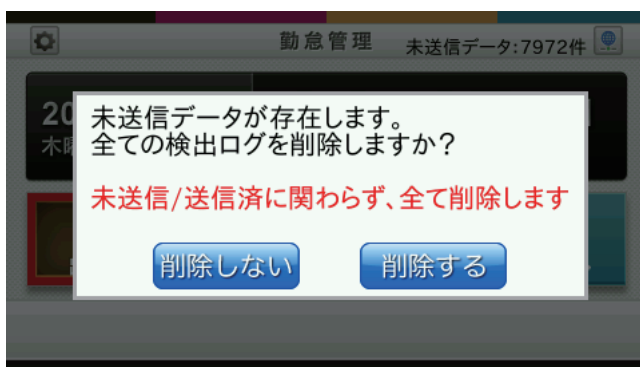 勤怠管理
未送信データ:7972件
20
木曜
未送信データが存在します。
全ての検出ログを削除しますか？
未送信/送信済に関わらず、全て削除します
削除しない
削除する